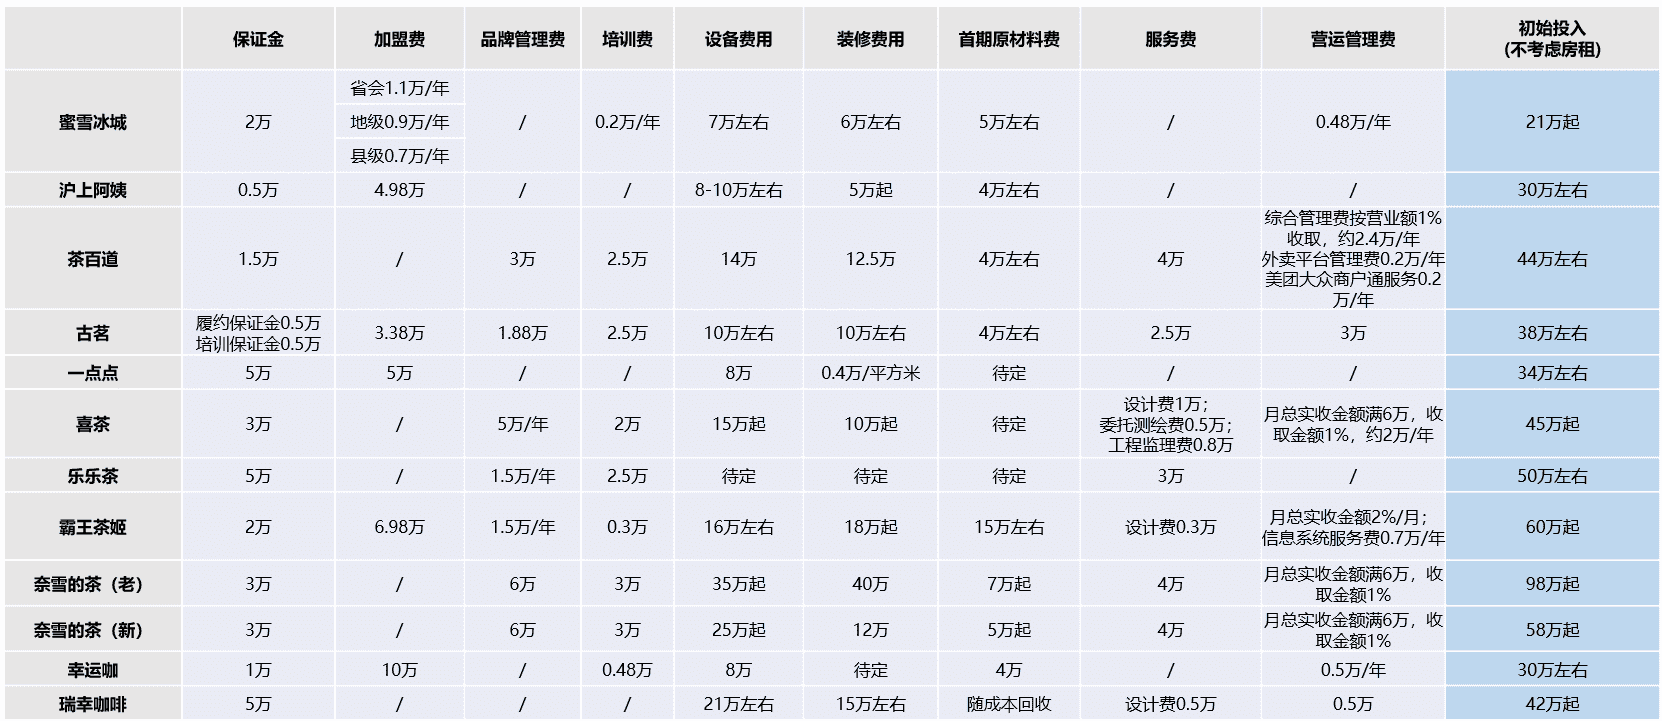 保证金 加盟费 品牌管理费 培训费 设备费用 装修费用 首期原材料费 服务费 营运管理费 初始投入
(不考虑房租)
蜜雪冰城 2万 省会1.1万/年
地级0.9万/年
县级0.7万/年 / 0.2万/年 7万左右 6万左右 5万左右 / 0.48万/年 21万起
沪上阿姨 0.5万 4.98万 / / 8-10万左右 5万起 4万左右 / / 30万左右
茶百道 1.5万 / 3万 2.5万 14万 12.5万 4万左右 4万 综合管理费按营业额1%
收取，约2.4万/年
外卖平台管理费0.2万/年
美团大众商户通服务0.2
万/年 44万左右
古茗 履约保证金0.5万
培训保证金0.5万 3.38万 1.88万 2.5万 10万左右 10万左右 4万左右 2.5万 3万 38万左右
一点点 5万 5万 / / 8万 0.4万/平方米 待定 / / 34万左右
喜茶 3万 / 5万/年 2万 15万起 10万起 待定 设计费1万；
委托测绘费0.5万；
工程监理费0.8万 月总实收金额满6万，收
取金额1%，约2万/年 45万起
乐乐茶 5万 / 1.5万/年 2.5万 待定 待定 待定 3万 / 50万左右
霸王茶姬 2万 6.98万 1.5万/年 0.3万 16万左右 18万起 15万左右 设计费0.3万 月总实收金额2%/月；
信息系统服务费0.7万/年 60万起
奈雪的茶（老） 3万 / 6万 3万 35万起 40万 7万起 4万 月总实收金额满6万，收
取金额1% 98万起
奈雪的茶（新） 3万 / 6万 3万 25万起 12万 5万起 4万 月总实收金额满6万，收
取金额1% 58万起
幸运咖 1万 10万 / 0.48万 8万 待定 4万 / 0.5万/年 30万左右
瑞幸咖啡 5万 / / / 21万左右 15万左右 随成本回收 设计费0.5万 0.5万 42万起